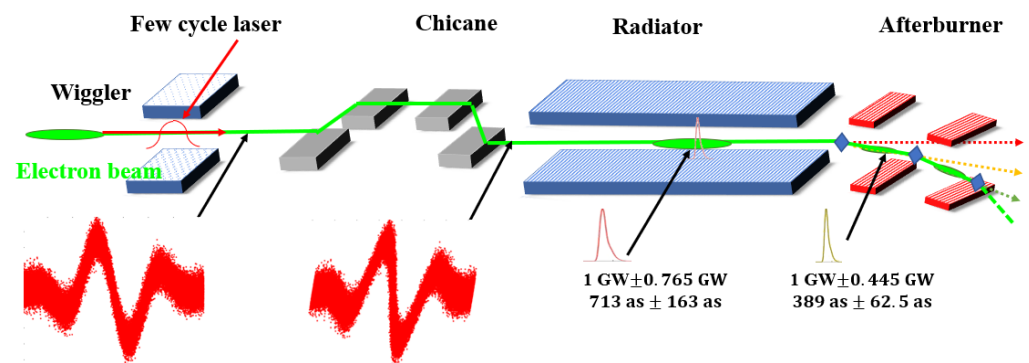 Few cycle laser
Chicane
Radiator
Afterburner
Wiggler
Electron beam
1 GW±0.765 GW
713 as ± 163 as
1 GW±0.445 GW
389 as ± 62.5 as